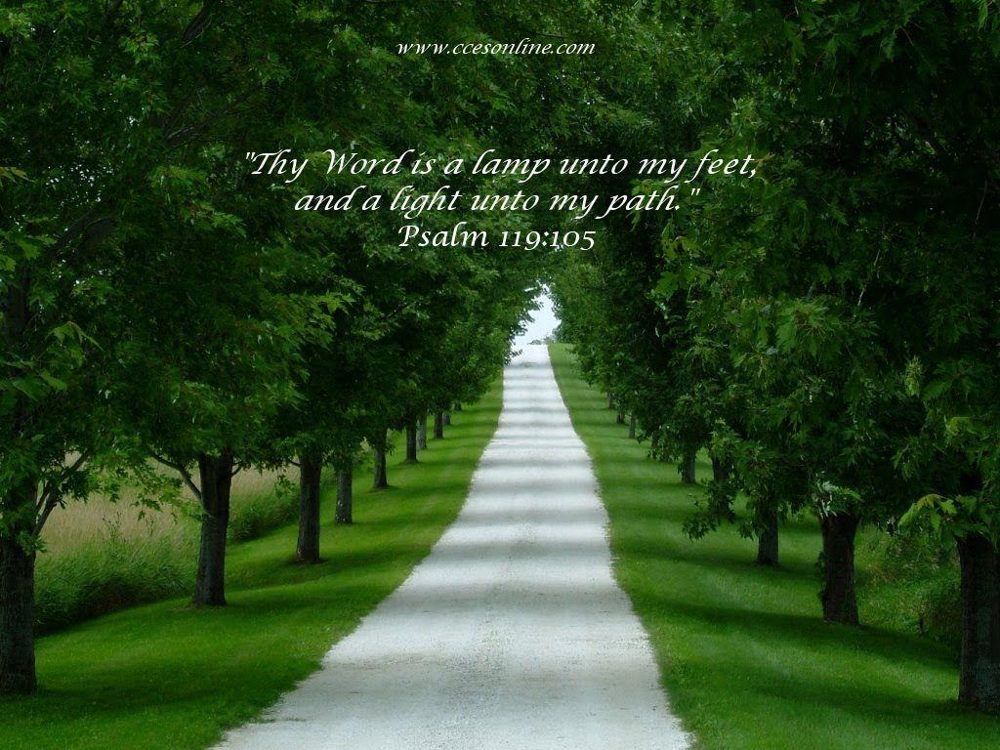 www.ccesonline.com
"Thy Word is a lamp unto my feet,
and a light unto my path."
Psalm 119:105